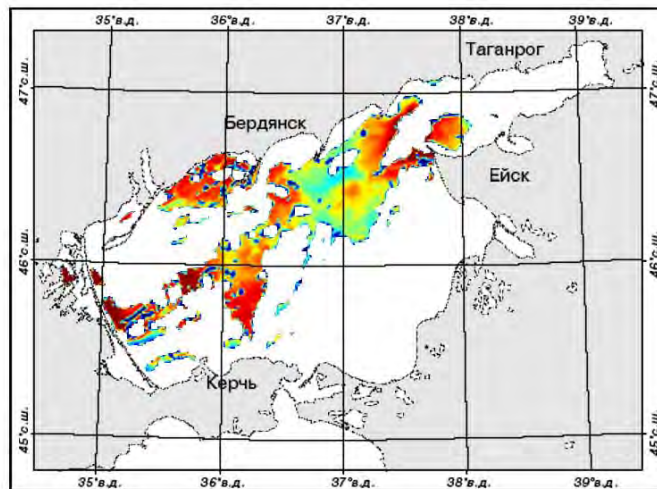 35°в.д. 36°в.д. 37°в.д. 38°в.д. 39°в.д.
Таганрог
47°с.ш. 47°с.ш.
Бердянск
Ейск
46°с.ш. 46°с.ш.
Керчь
45°с.ш. 45°с.ш.
35°в.д. 36°в.д. 37°в.д. 38°в.д. 39°в.д.